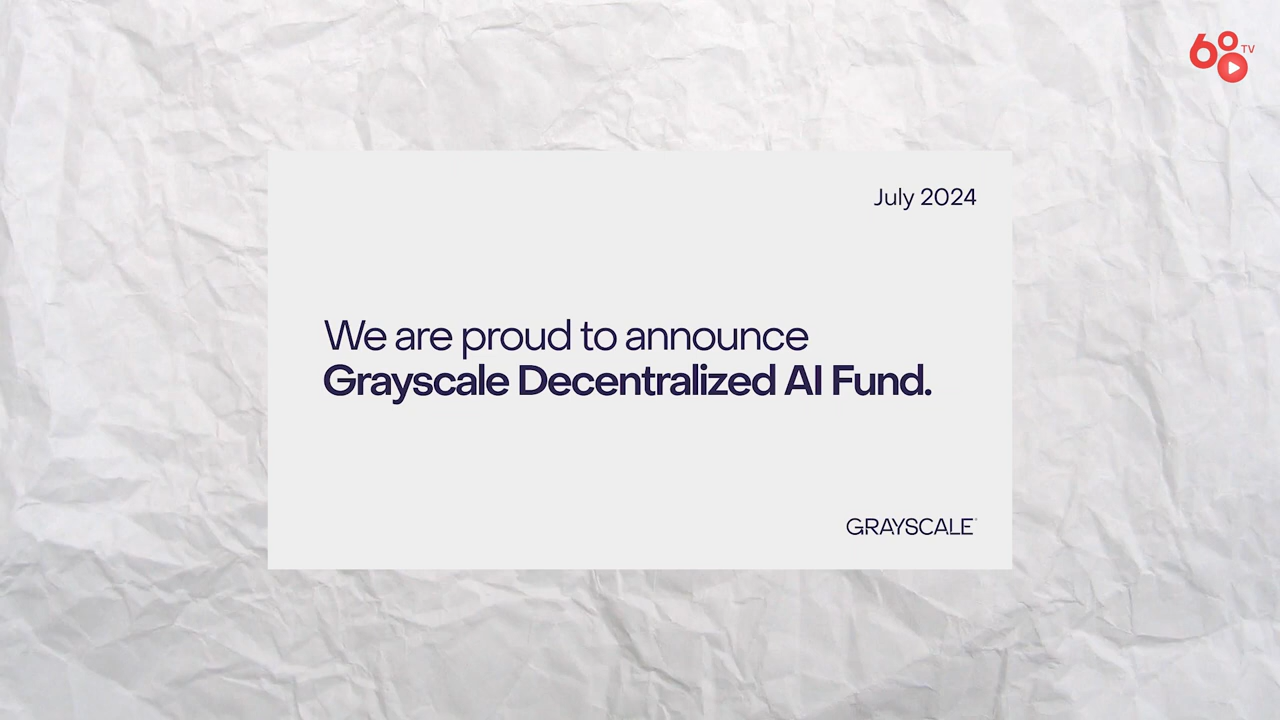 68 TV
July 2024
We are proud to announce
Grayscale Decentralized AI Fund.
GRAYSCALE